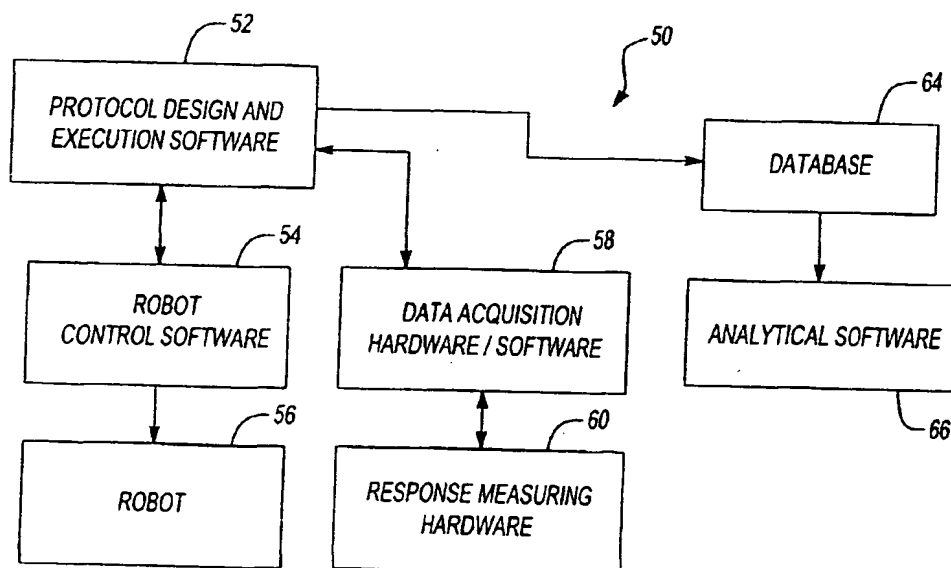 52
50
64
PROTOCOL DESIGN AND
EXECUTION SOFTWARE
DATABASE
54
58
ROBOT
CONTROL SOFTWARE
DATA ACQUISITION
HARDWARE / SOFTWARE
ANALYTICAL SOFTWARE
56
60
66
ROBOT
RESPONSE MEASURING
HARDWARE